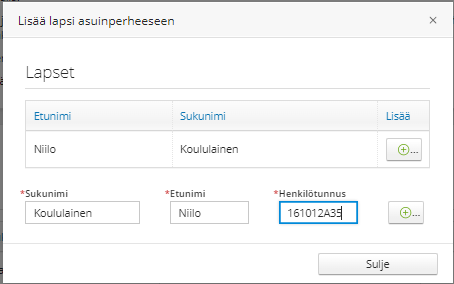 Lisää lapsi asuinperheeseen ×
Lapset
Etunimi Sukunimi Lisää
Niilo Koululainen ...
*Sukunimi *Etunimi *Henkilötunnus
Koululainen Niilo 161012A35 ...
Sulje